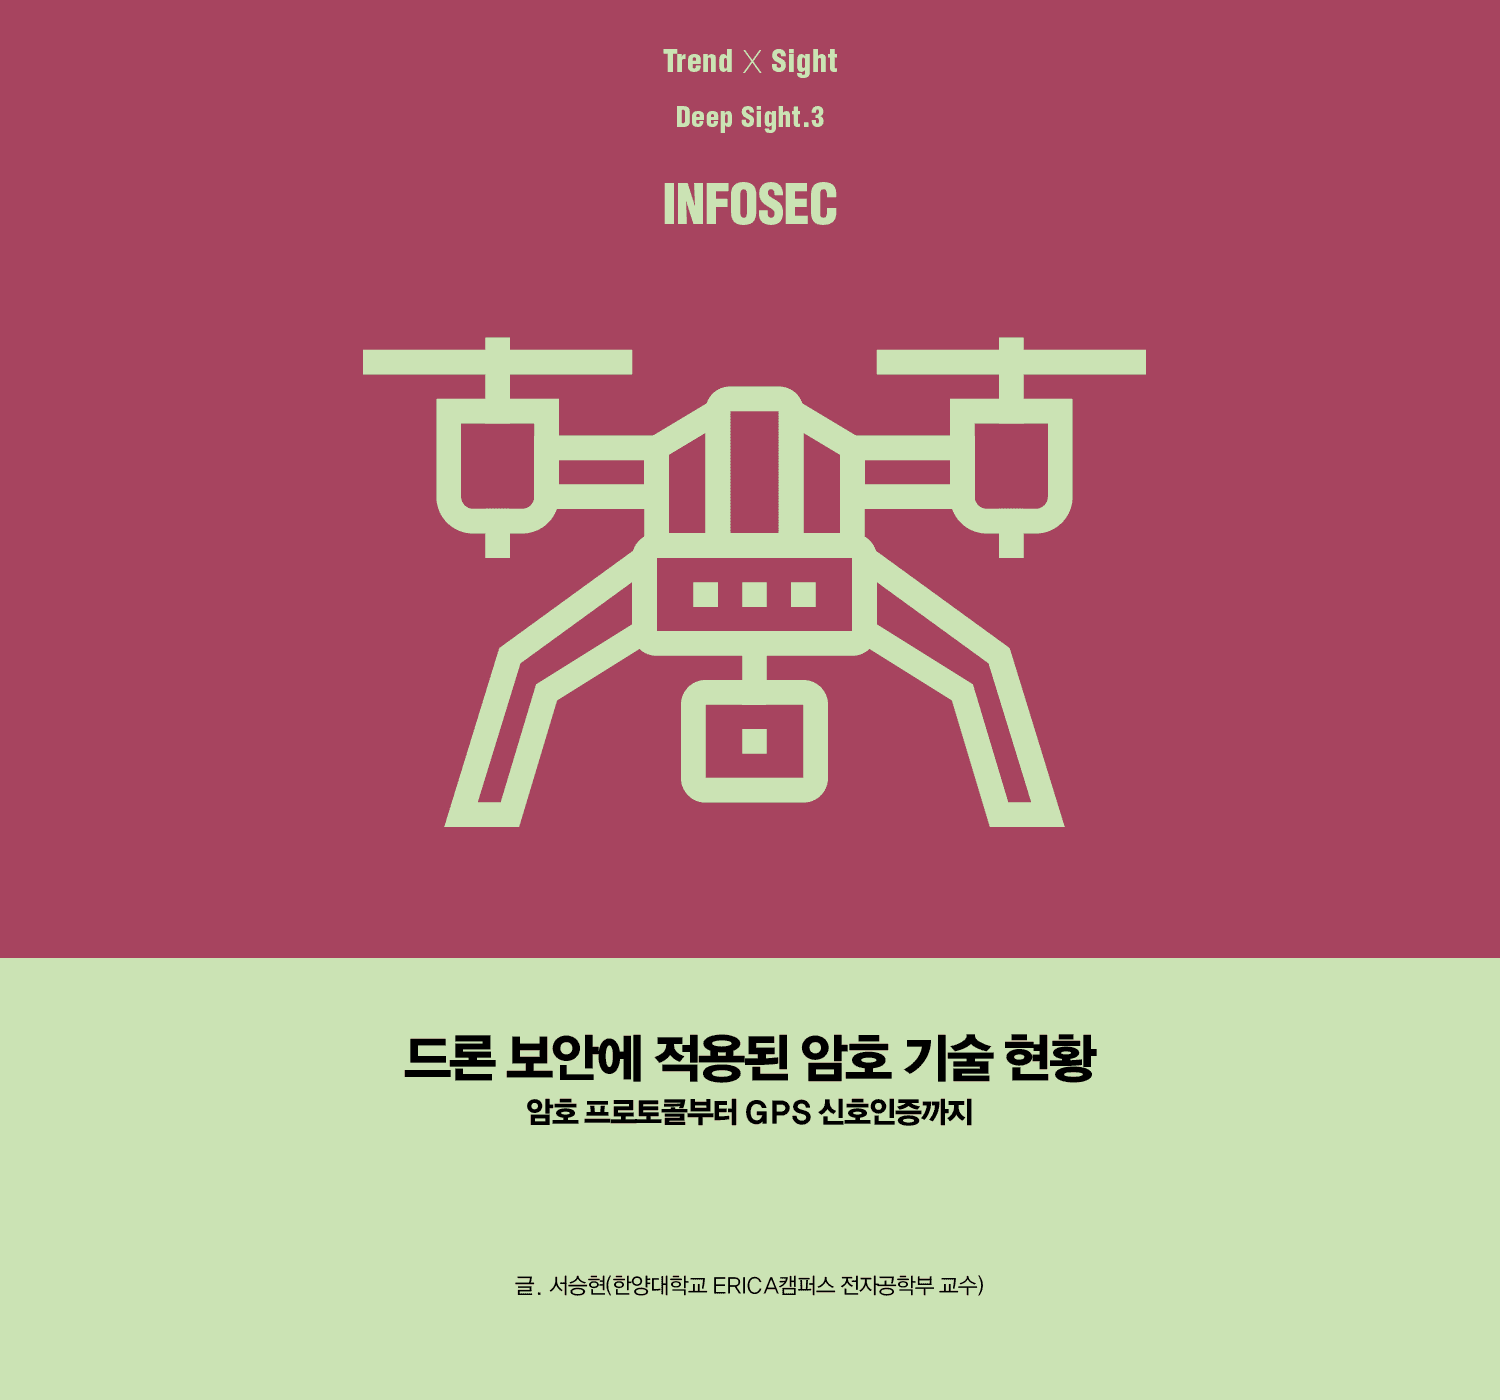 Trend X Sight
Deep Sight.3
INFOSEC
드론 보안에 적용된 암호 기술 현황
암호 프로토콜부터 GPS 신호인증까지
글. 서승현(한양대학교 ERICA캠퍼스 전자공학부 교수)